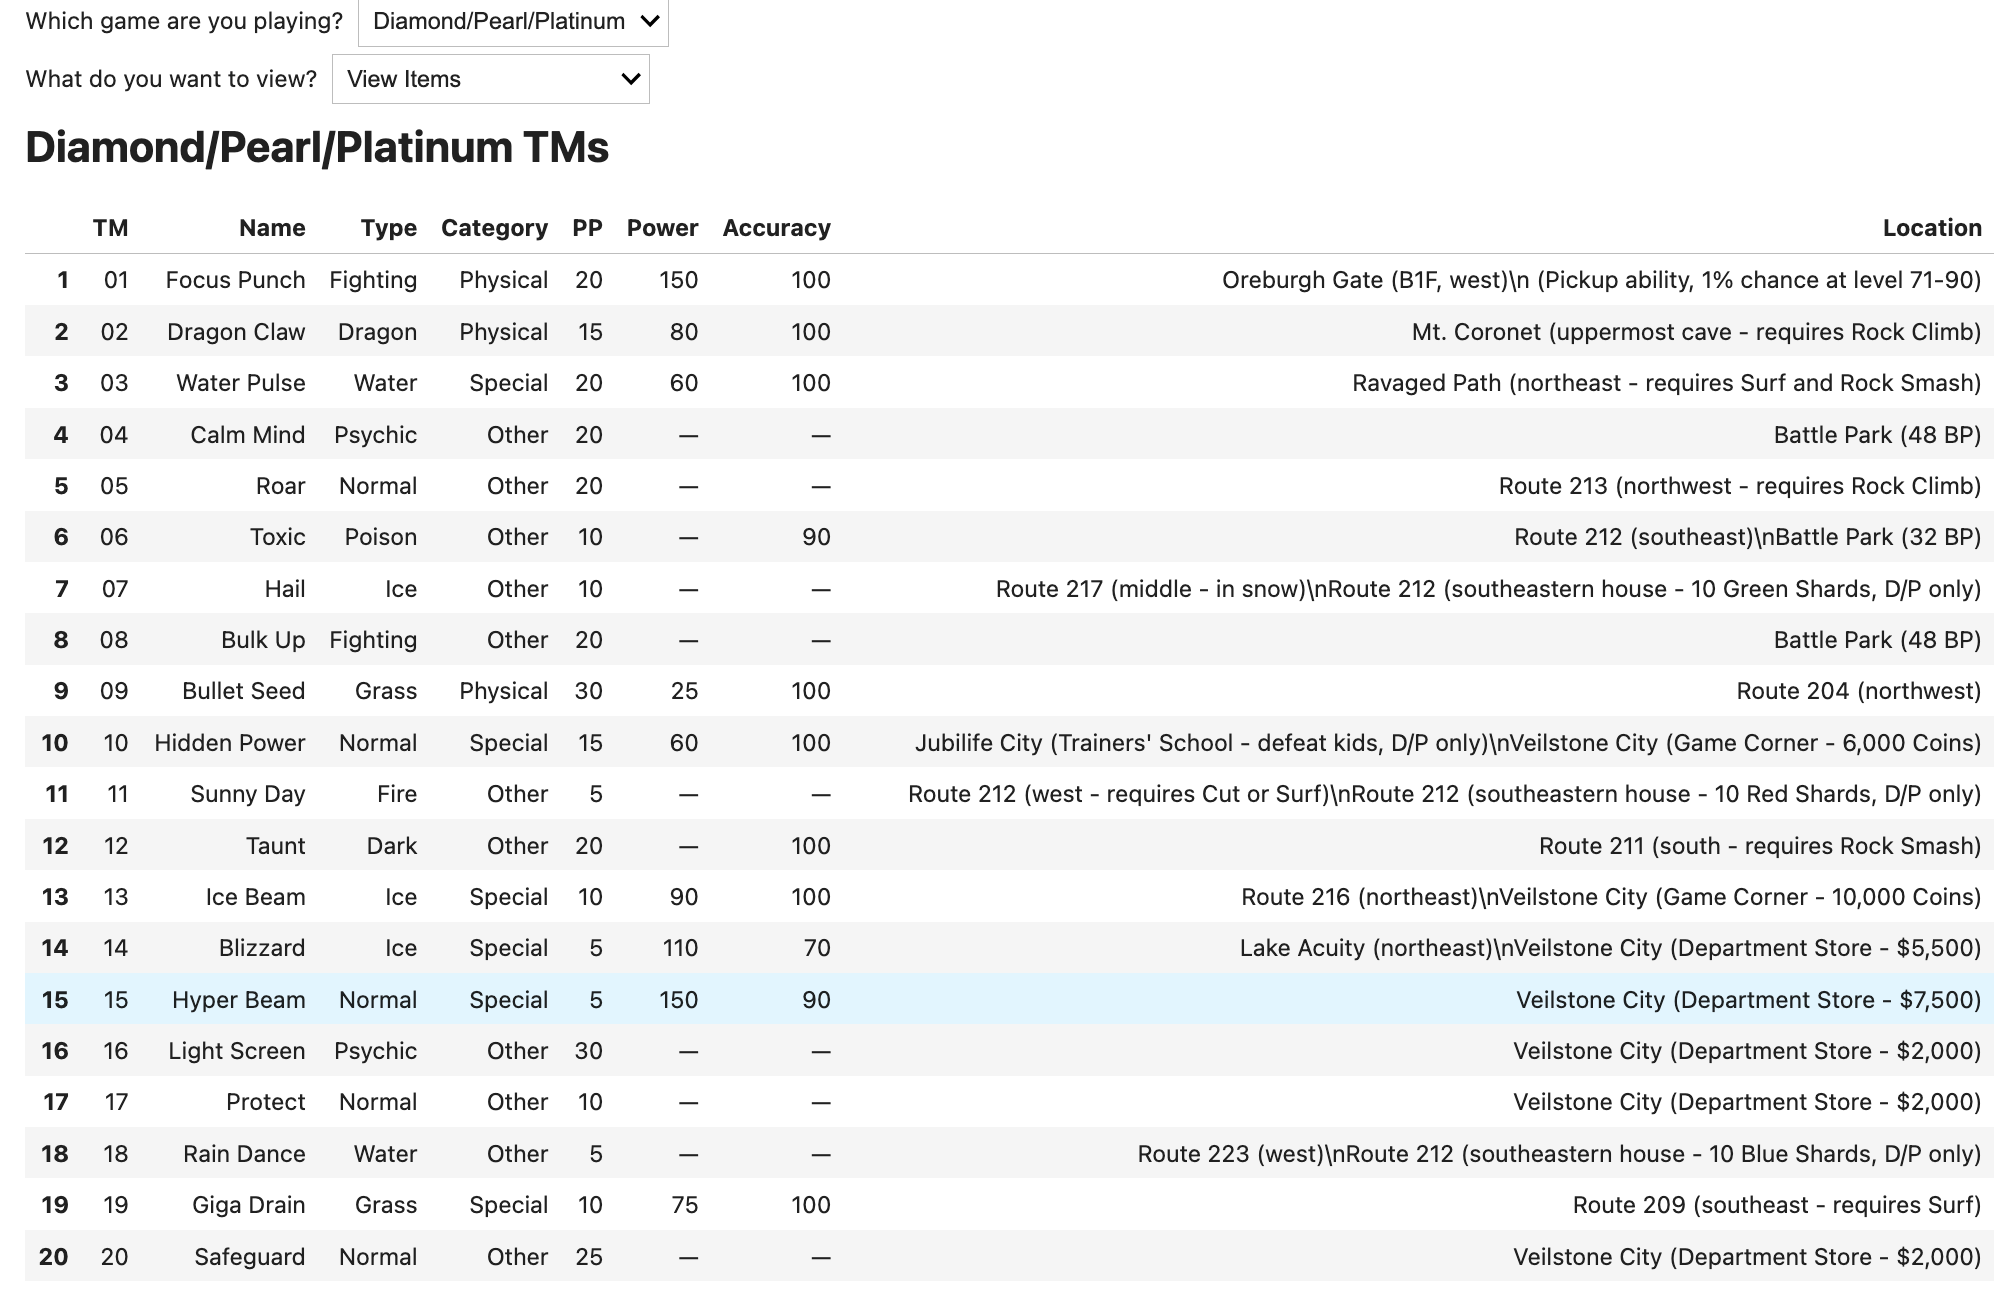 Which game are you playing? Diamond/Pearl/Platinum
What do you want to view? View Items
Diamond/Pearl/Platinum TMs
TM Name Type Category PP Power Accuracy Location
1 01 Focus Punch Fighting Physical 20 150 100 Oreburgh Gate (B1F, west)\n (Pickup ability, 1% chance at level 71-90)
2 02 Dragon Claw Dragon Physical 15 80 100 Mt. Coronet (uppermost cave - requires Rock Climb)
3 03 Water Pulse Water Special 20 60 100 Ravaged Path (northeast - requires Surf and Rock Smash)
4 04 Calm Mind Psychic Other 20 — — Battle Park (48 BP)
5 05 Roar Normal Other 20 — — Route 213 (northwest - requires Rock Climb)
6 06 Toxic Poison Other 10 — 90 Route 212 (southeast)\nBattle Park (32 BP)
7 07 Hail Ice Other 10 — — Route 217 (middle - in snow)\nRoute 212 (southeastern house - 10 Green Shards, D/P only)
8 08 Bulk Up Fighting Other 20 — — Battle Park (48 BP)
9 09 Bullet Seed Grass Physical 30 25 100 Route 204 (northwest)
10 10 Hidden Power Normal Special 15 60 100 Jubilife City (Trainers' School - defeat kids, D/P only)\nVeilstone City (Game Corner - 6,000 Coins)
11 11 Sunny Day Fire Other 5 — — Route 212 (west - requires Cut or Surf)\nRoute 212 (southeastern house - 10 Red Shards, D/P only)
12 12 Taunt Dark Other 20 — 100 Route 211 (south - requires Rock Smash)
13 13 Ice Beam Ice Special 10 90 100 Route 216 (northeast)\nVeilstone City (Game Corner - 10,000 Coins)
14 14 Blizzard Ice Special 5 110 70 Lake Acuity (northeast)\nVeilstone City (Department Store - $5,500)
15 15 Hyper Beam Normal Special 5 150 90 Veilstone City (Department Store - $7,500)
16 16 Light Screen Psychic Other 30 — — Veilstone City (Department Store - $2,000)
17 17 Protect Normal Other 10 — — Veilstone City (Department Store - $2,000)
18 18 Rain Dance Water Other 5 — — Route 223 (west)\nRoute 212 (southeastern house - 10 Blue Shards, D/P only)
19 19 Giga Drain Grass Special 10 75 100 Route 209 (southeast - requires Surf)
20 20 Safeguard Normal Other 25 — — Veilstone City (Department Store - $2,000)